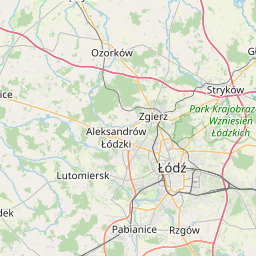 Ozorków
Stryków
Park Krajobraz
Wzniesień
Łódzkich
Zgierz
Aleksandrów
Łódzki
Łódź
Lutomiersk
Pabianice
Rzgów